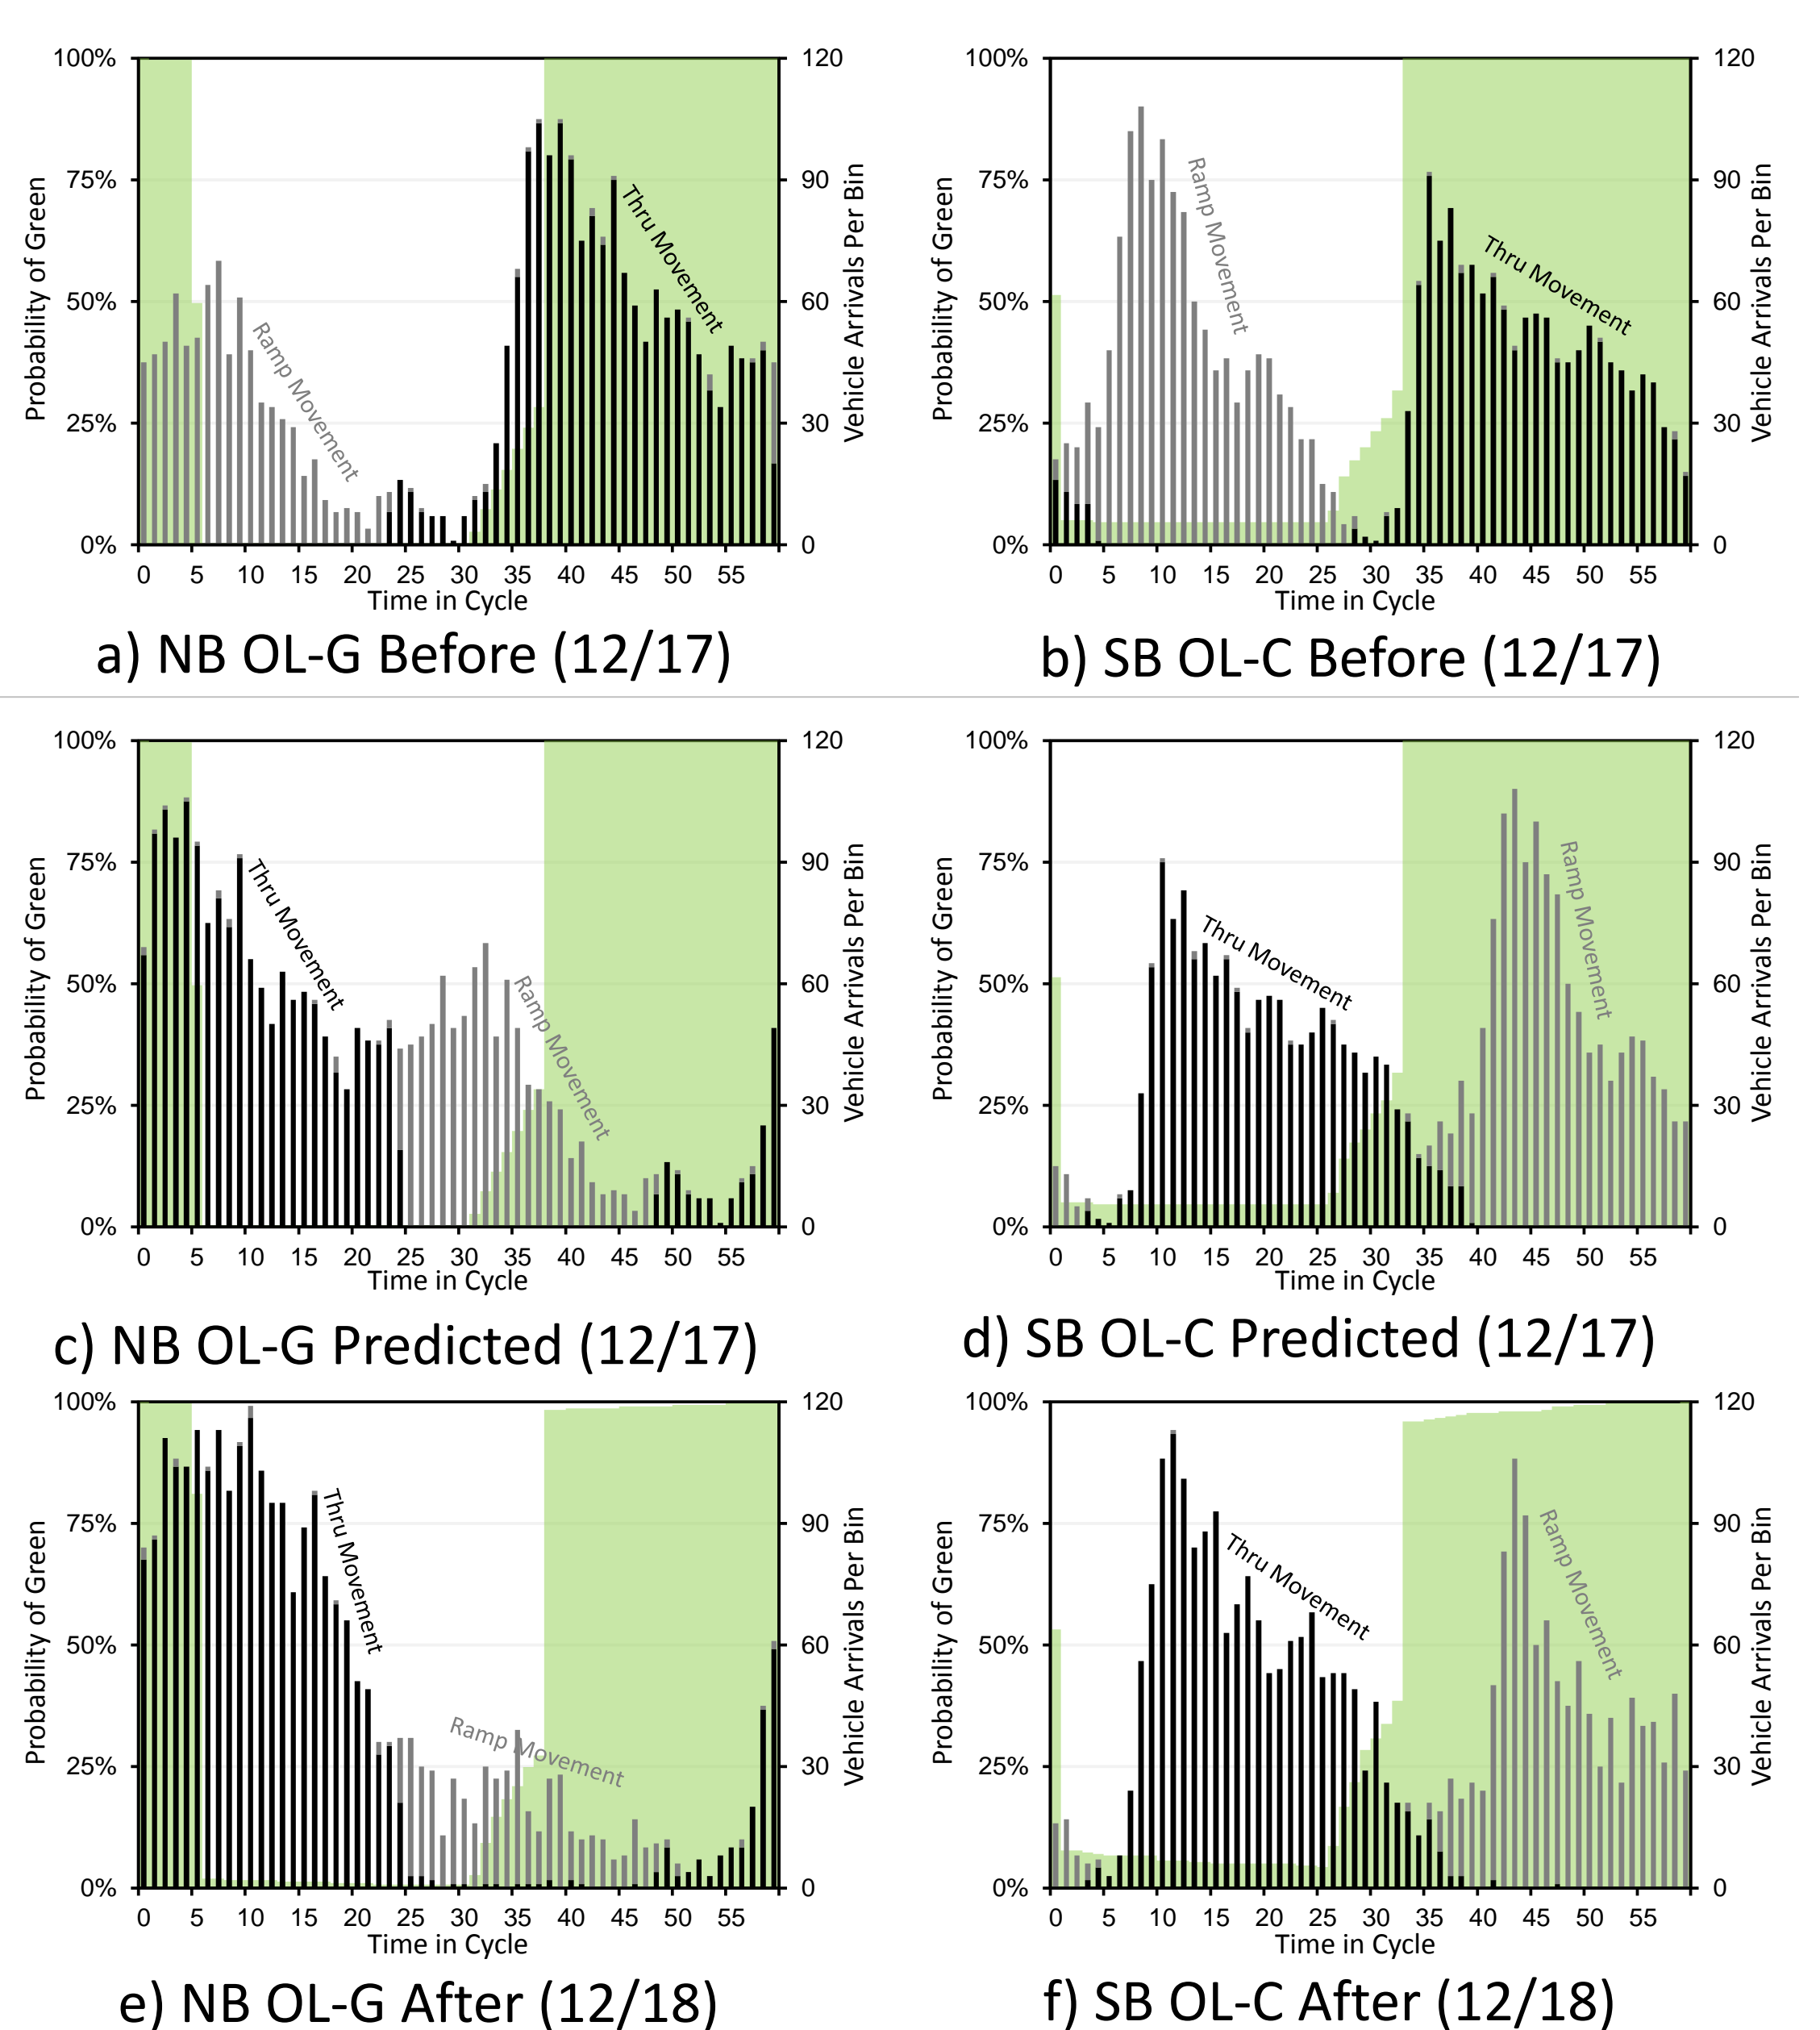 100%
75%
50%
25%
0%
Probability of Green
120
90
60
30
0
Vehicle Arrivals Per Bin
Ramp Movement
Thru Movement
0 5 10 15 20 25 30 35 40 45 50 55
Time in Cycle
a) NB OL-G Before (12/17)
100%
75%
50%
25%
0%
Probability of Green
120
90
60
30
0
Vehicle Arrivals Per Bin
Ramp Movement
Thru Movement
0 5 10 15 20 25 30 35 40 45 50 55
Time in Cycle
b) SB OL-C Before (12/17)
100%
75%
50%
25%
0%
Probability of Green
120
90
60
30
0
Vehicle Arrivals Per Bin
Thru Movement
Ramp Movement
0 5 10 15 20 25 30 35 40 45 50 55
Time in Cycle
c) NB OL-G Predicted (12/17)
100%
75%
50%
25%
0%
Probability of Green
120
90
60
30
0
Vehicle Arrivals Per Bin
Thru Movement
Ramp Movement
0 5 10 15 20 25 30 35 40 45 50 55
Time in Cycle
d) SB OL-C Predicted (12/17)
100%
75%
50%
25%
0%
Probability of Green
120
90
60
30
0
Vehicle Arrivals Per Bin
Thru Movement
Ramp Movement
0 5 10 15 20 25 30 35 40 45 50 55
Time in Cycle
e) NB OL-G After (12/18)
100%
75%
50%
25%
0%
Probability of Green
120
90
60
30
0
Vehicle Arrivals Per Bin
Thru Movement
Ramp Movement
0 5 10 15 20 25 30 35 40 45 50 55
Time in Cycle
f) SB OL-C After (12/18)